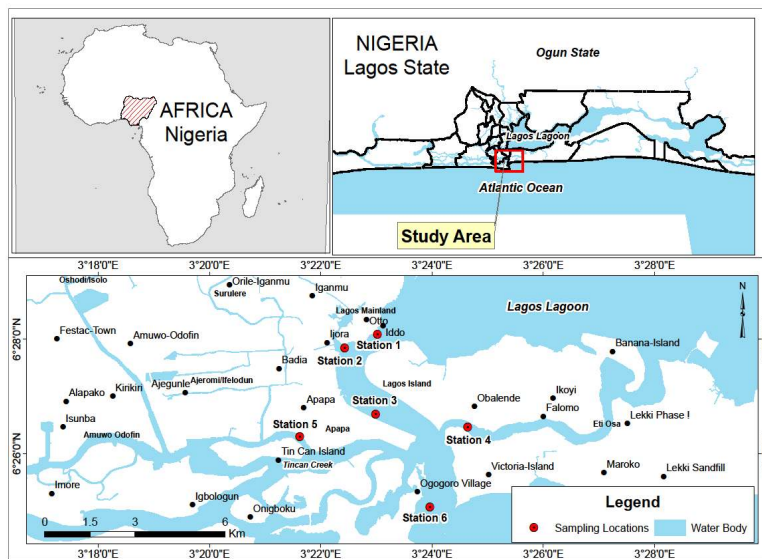 AFRICA
Nigeria
NIGERIA
Lagos State
Ogun State
Lagos Lagoon
Atlantic Ocean
Study Area
3°18'0"E
3°20'0"E
3°22'0"E
3°24'0"E
3°26'0"E
3°28'0"E
6°28'0"N
6°26'0"N
Oshodi/Isolo
Orile-Iganmu
Surulere
Iganmu
Lagos Mainland
Otto
Iddo
Station 1
Lagos Lagoon
N
Festac-Town
Amuwo-Odofin
Ijora
Station 2
Banana-Island
Badia
Lagos Island
Alapako
Kirikiri
Ajegunle
Ajeromi/Ifelodun
Apapa
Station 3
Obalende
Ikoyi
Falomo
Isunba
Amuwo Odofin
Station 5
Apapa
Station 4
Eti Osa
Lekki Phase !
Tin Can Island
Tincan Creek
Victoria-Island
Maroko
Lekki Sandfill
Imore
Igbologun
Onigboku
Ogogoro Village
Station 6
0 1.5 3 6
Km
Legend
Sampling Locations
Water Body